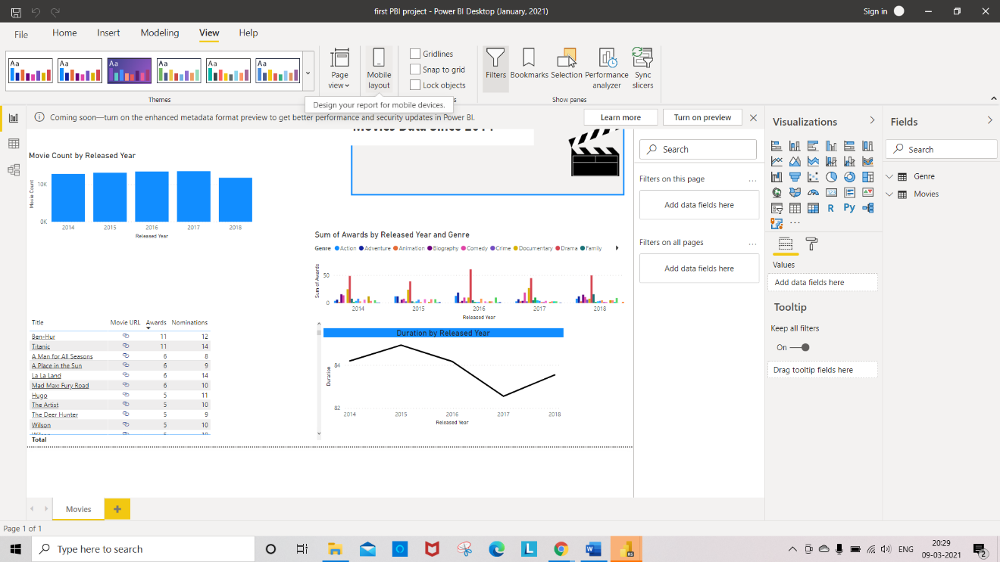 first PBI project - Power BI Desktop (January, 2021)
Sign in
File Home Insert Modeling View Help
Aa Aa Aa Aa Aa Aa
Themes
Page view
Mobile layout
Gridlines
Snap to grid
Lock objects
Filters
Bookmarks
Selection
Performance analyzer
Sync slicers
Show panes
Design your report for mobile devices.
Coming soon—turn on the enhanced metadata format preview to get better performance and security updates in Power BI.
Learn more
Turn on preview
Movies Data Since 2014
Movie Count by Released Year
Movie Count
10K
0K
2014 2015 2016 2017 2018
Released Year
Sum of Awards by Released Year and Genre
Genre Action Adventure Animation Biography Comedy Crime Documentary Drama Family
Sum of Awards
50
0
2014 2015 2016 2017 2018
Released Year
Title Movie URL Awards Nominations
Ben-Hur 11 12
Titanic 11 14
A Man for All Seasons 6 8
A Place in the Sun 6 9
La La Land 6 14
Mad Max: Fury Road 6 10
Hugo 5 11
The Artist 5 10
The Deer Hunter 5 9
Wilson 5 10
Total
Duration by Released Year
Duration
84
82
2014 2015 2016 2017 2018
Released Year
Search
Filters on this page
...
Add data fields here
Filters on all pages
...
Add data fields here
Visualizations
R Py
123
...
Values
Add data fields here
Tooltip
Keep all filters
On
Drag tooltip fields here
Fields
Search
Genre
Movies
Movies
+
Page 1 of 1
Type here to search
L
W
RS
ENG
20:29
09-03-2021
2